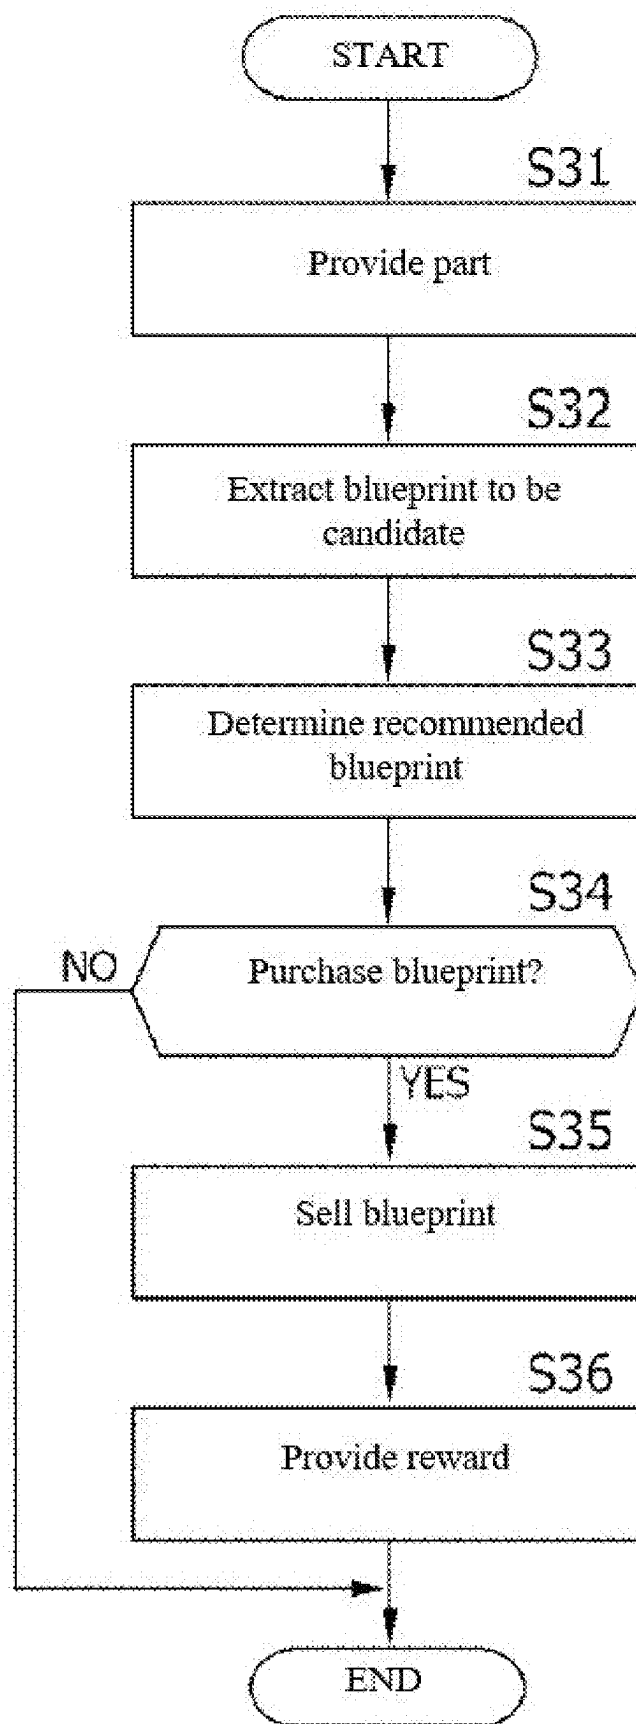 START
S31
Provide part
S32
Extract blueprint to be
candidate
S33
Determine recommended
blueprint
S34
NO
Purchase blueprint?
YES
S35
Sell blueprint
S36
Provide reward
END